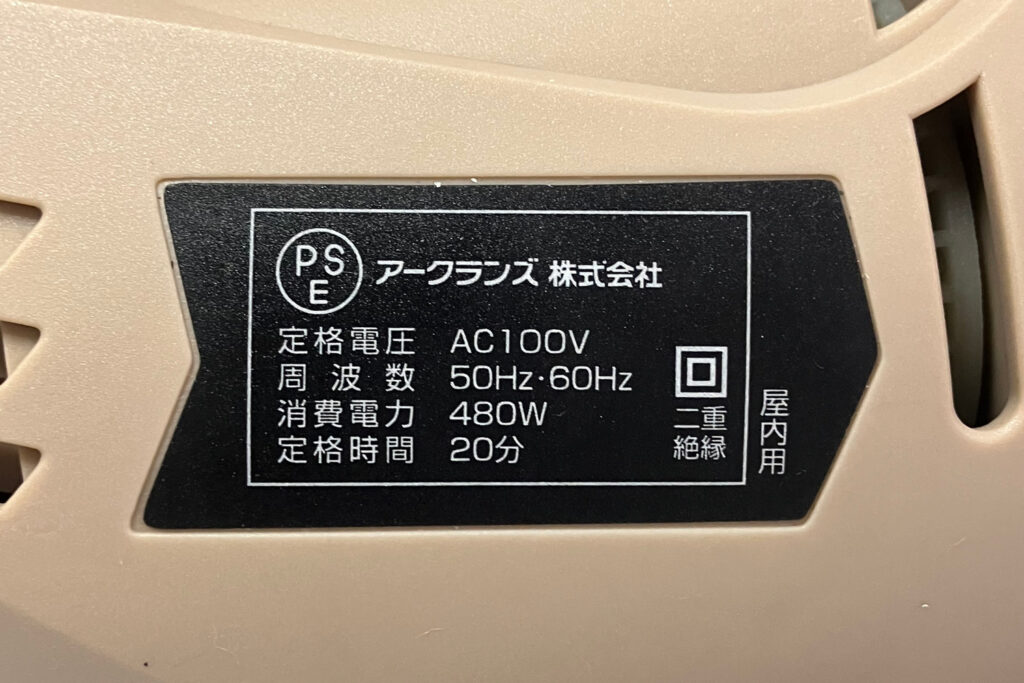 PS
E
アークランズ 株式会社
定格電圧 AC100V
周波数 50Hz・60Hz
消費電力 480W
定格時間 20分
二重
絶縁
屋内用